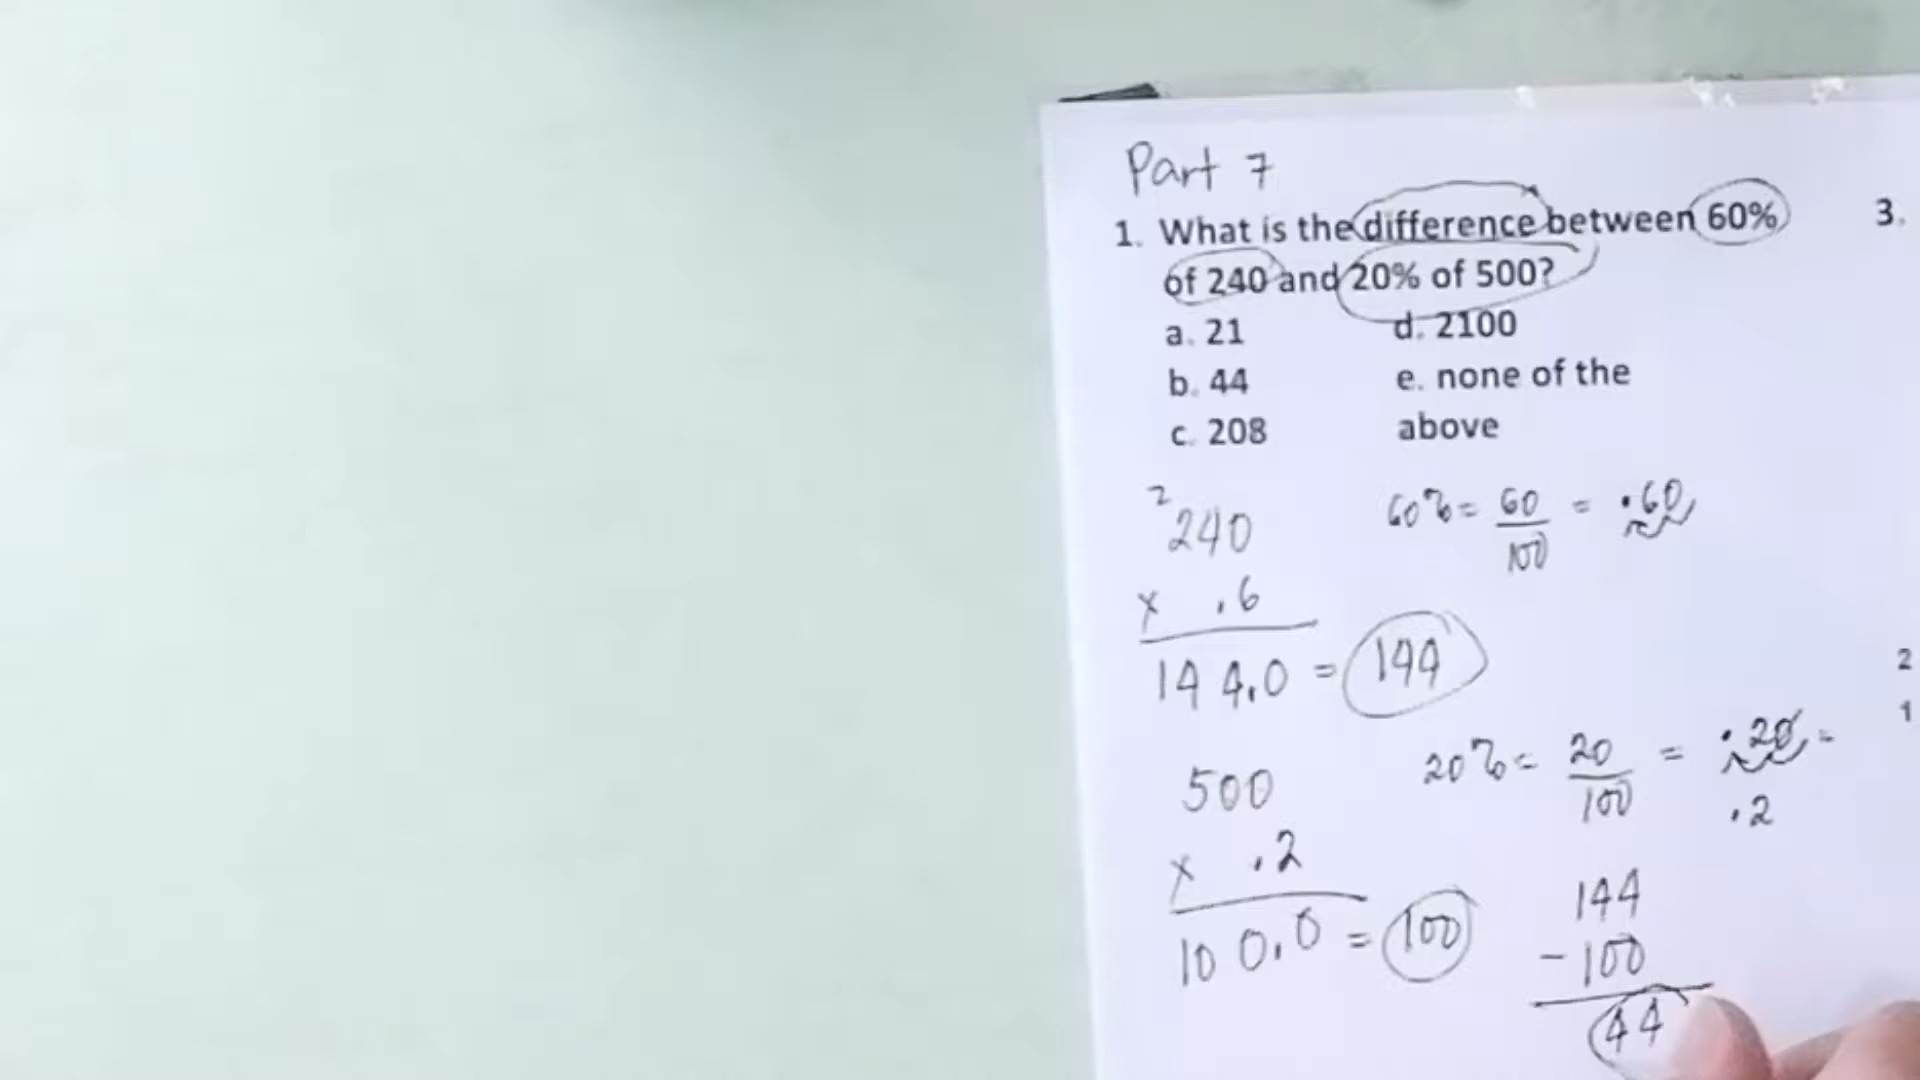 Part 7
1. What is the difference between 60%
of 240 and 20% of 500?
a. 21 d. 2100
b. 44 e. none of the
c. 208 above
2
240 60% = 60/100 = .60
x .6
144.0 = 144
500 20% = 20/100 = .20 =
.2
x .2
100.0 = 100
144
- 100
44
3.
2
1